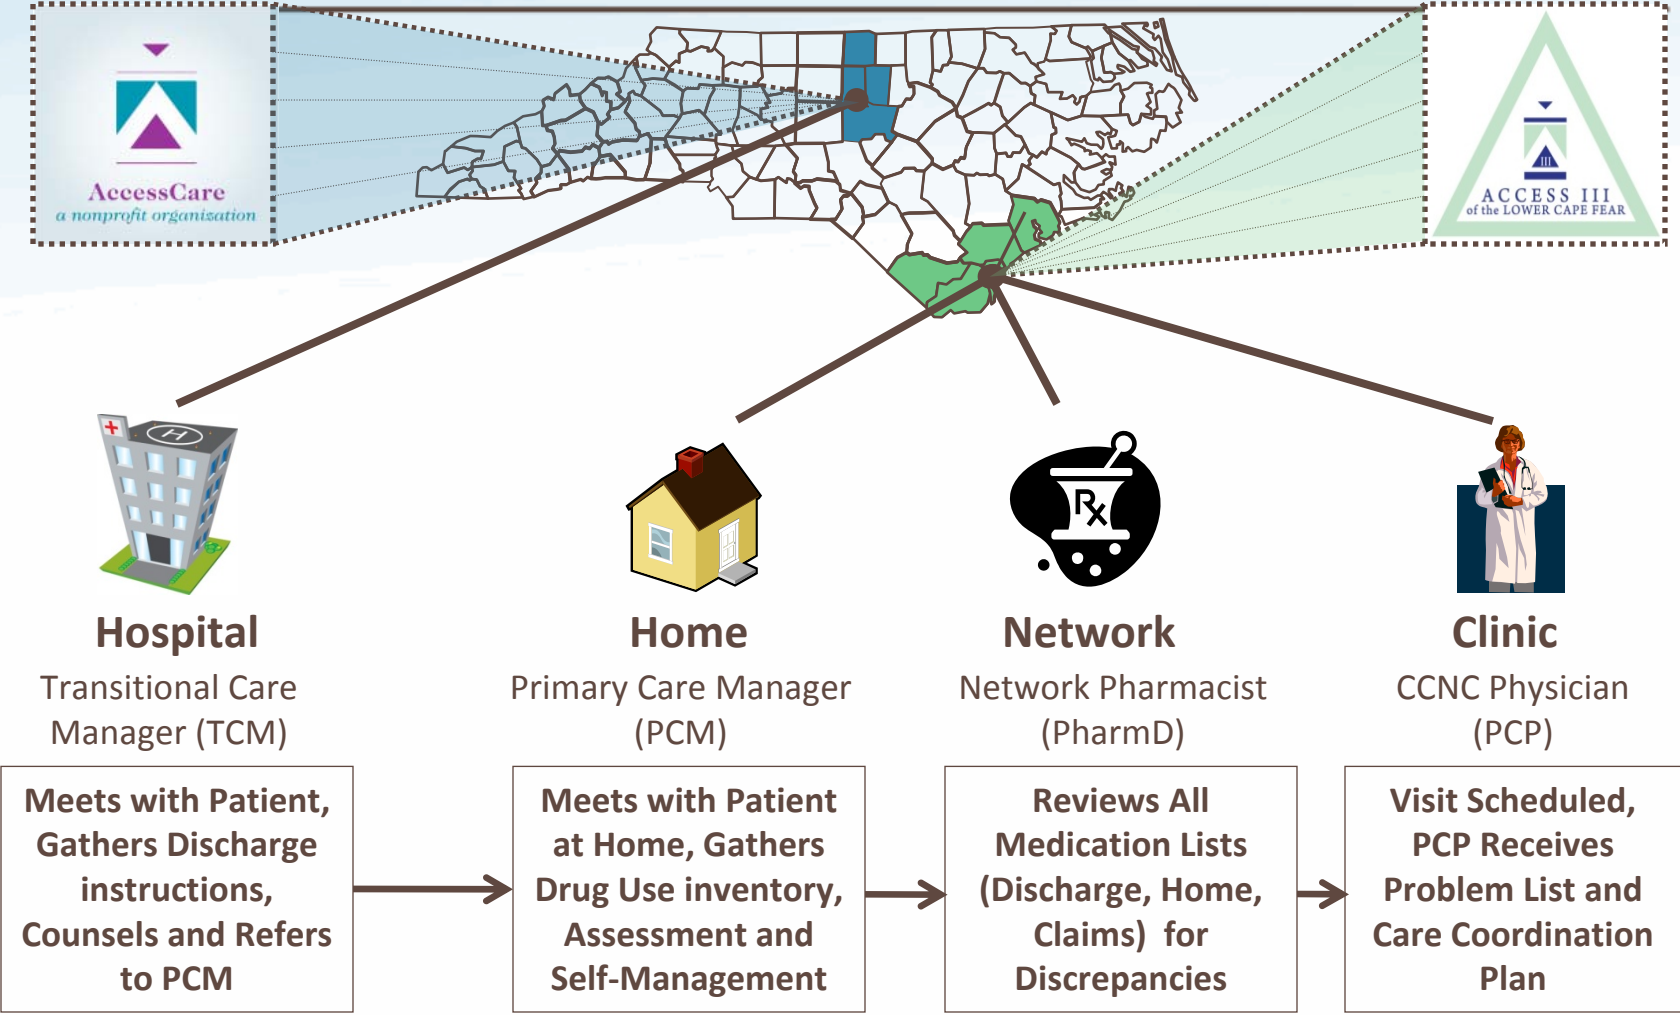 AccessCare
a nonprofit organisation
III
ACCESS III
of the LOWER CAPE FEAR
H
Rx
Hospital
Transitional Care
Manager (TCM)
Meets with Patient,
Gathers Discharge
instructions,
Counsels and Refers
to PCM
Home
Primary Care Manager
(PCM)
Meets with Patient
at Home, Gathers
Drug Use inventory,
Assessment and
Self-Management
Network
Network Pharmacist
(PharmD)
Reviews All
Medication Lists
(Discharge, Home,
Claims)  for
Discrepancies
Clinic
CCNC Physician
(PCP)
Visit Scheduled,
PCP Receives
Problem List and
Care Coordination
Plan